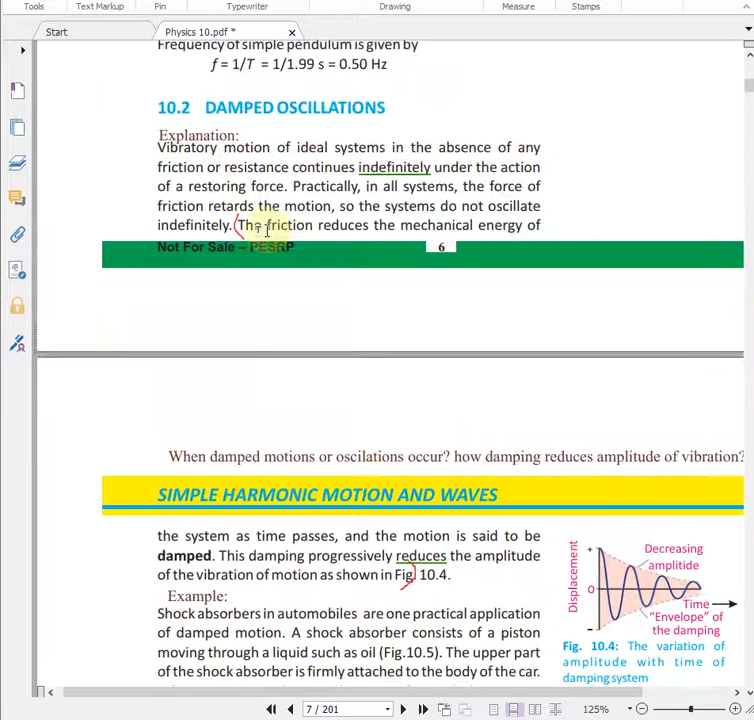 Tools Text Markup Pin Typewriter Drawing Measure Stamps
Start Physics 10.pdf *
Frequency of simple pendulum is given by
f = 1/T = 1/1.99 s = 0.50 Hz
10.2 DAMPED OSCILLATIONS
Explanation:
Vibratory motion of ideal systems in the absence of any
friction or resistance continues indefinitely under the action
of a restoring force. Practically, in all systems, the force of
friction retards the motion, so the systems do not oscillate
indefinitely. The friction reduces the mechanical energy of
Not For Sale – PESRP 6
When damped motions or oscilations occur? how damping reduces amplitude of vibration?
SIMPLE HARMONIC MOTION AND WAVES
the system as time passes, and the motion is said to be
damped. This damping progressively reduces the amplitude
of the vibration of motion as shown in Fig. 10.4.
Example:
Shock absorbers in automobiles are one practical application
of damped motion. A shock absorber consists of a piston
moving through a liquid such as oil (Fig.10.5). The upper part
of the shock absorber is firmly attached to the body of the car.
Displacement
+
0
–
Decreasing
amplitide
Time
“Envelope” of
the damping
Fig. 10.4: The variation of
amplitude with time of
damping system
7 / 201 125%